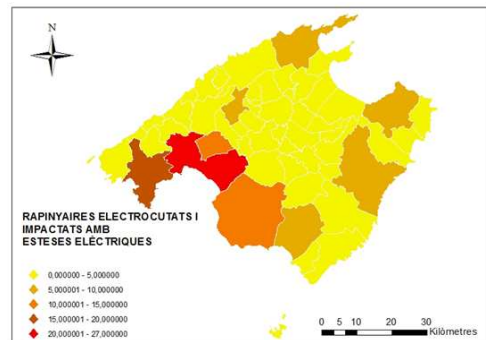 N
RAPINYAIRES ELECTROCUTATS I
IMPACTATS AMB
ESTESES ELÈCTRIQUES
0,000000 - 5,000000
5,000001 - 10,000000
10,000001 - 15,000000
15,000001 - 20,000000
20,000001 - 27,000000
0 5 10 20 30
Kilòmetres